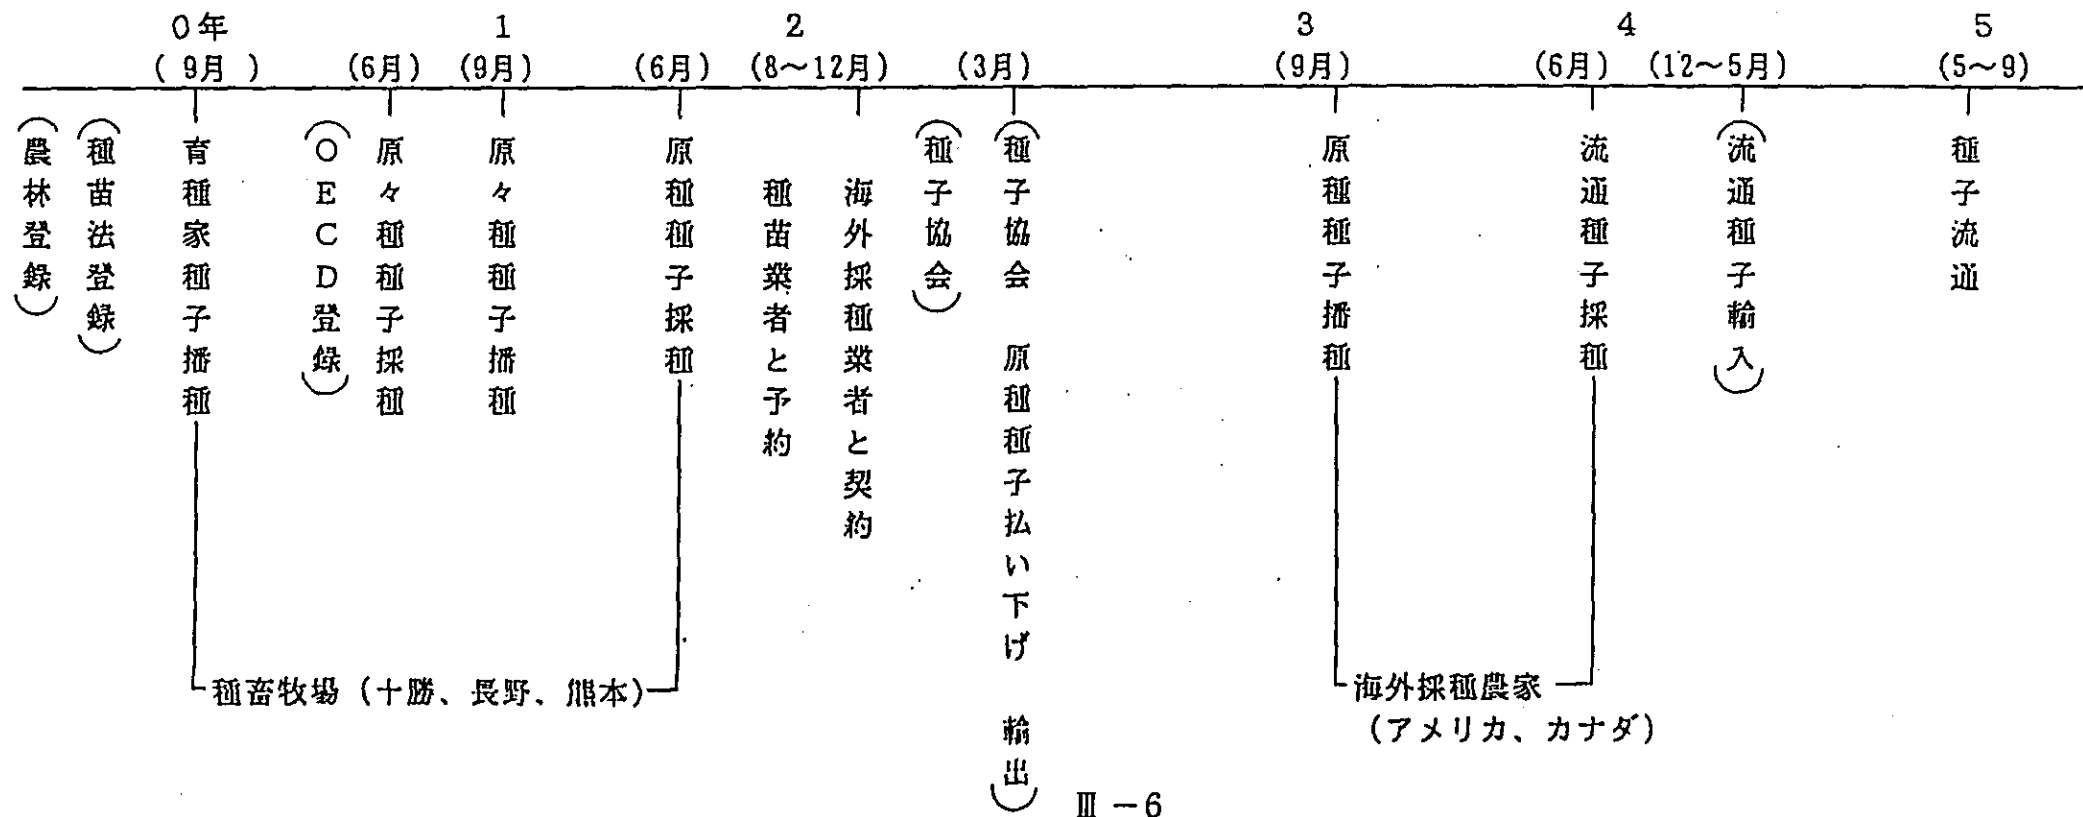 0年 1 2 3 4 5
(9月) (6月) (9月) (6月) (8～12月) (3月) (9月) (6月) (12～5月) (5～9)
(農林登録)
(種苗法登録)
育種家種子播種
(OECD登録)
原々種種子採種
原々種種子播種
原種種子採種
種苗業者と予約
海外採種業者と契約
(種子協会)
(種子協会 原種種子払い下げ 輸出)
原種種子播種
流通種子採種
(流通種子輸入)
種子流通
種畜牧場(十勝、長野、熊本)
海外採種農家
(アメリカ、カナダ)
Ⅲ－6